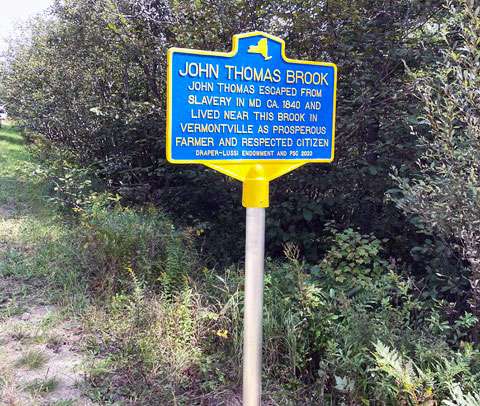 JOHN THOMAS BROOK
JOHN THOMAS ESCAPED FROM
SLAVERY IN MD CA. 1840 AND
LIVED NEAR THIS BROOK IN
VERMONTVILLE AS PROSPEROUS
FARMER AND RESPECTED CITIZEN
DRAPER-LUSSI ENDOWMENT AND PSC 2023